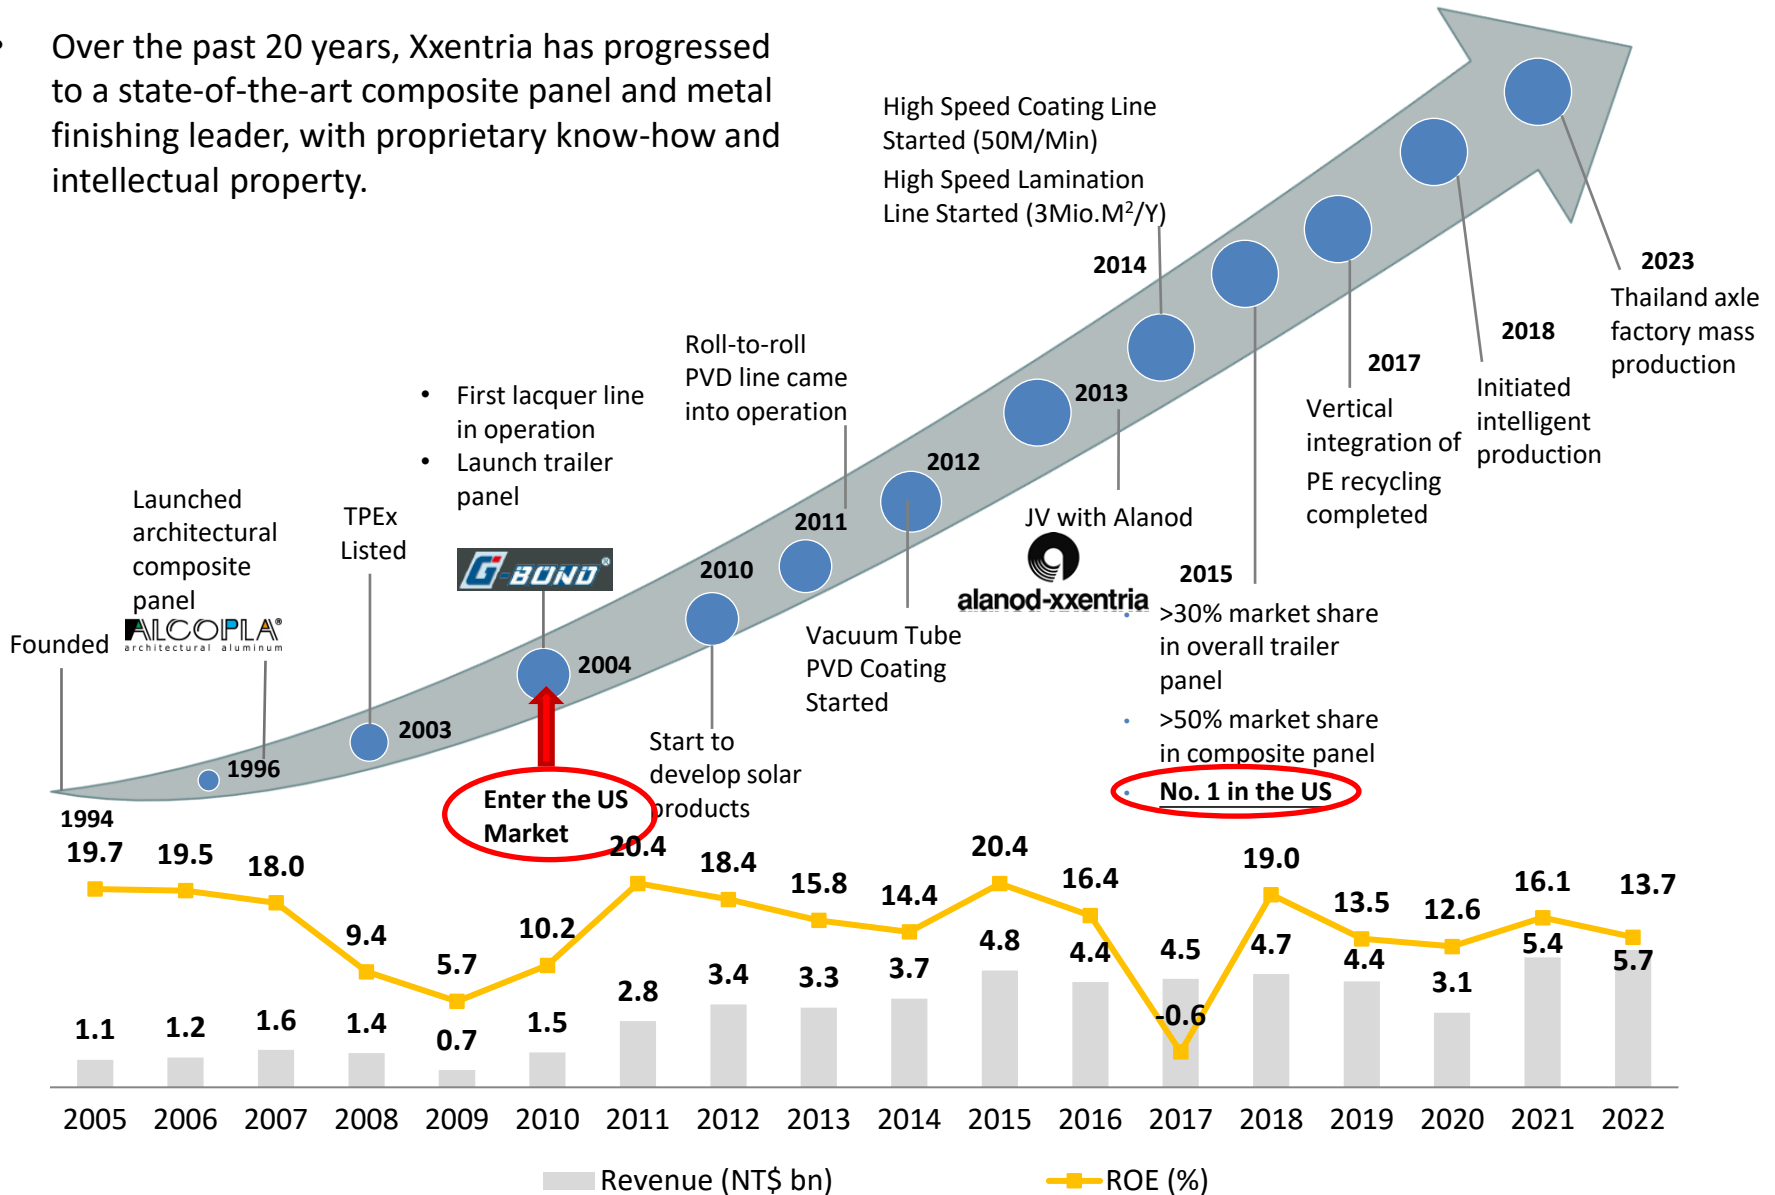 • Over the past 20 years, Xxentria has progressed
to a state-of-the-art composite panel and metal
finishing leader, with proprietary know-how and
intellectual property.
Founded
1994
Launched
architectural
composite
panel
ALCOPLA®
architectural aluminum
1996
TPEx
Listed
2003
• First lacquer line
in operation
• Launch trailer
panel
G-BOND®
2004
Enter the US
Market
2010
Start to
develop solar
products
Roll-to-roll
PVD line came
into operation
2011
2012
Vacuum Tube
PVD Coating
Started
2013
JV with Alanod
alanod-xxentria
High Speed Coating Line
Started (50M/Min)
High Speed Lamination
Line Started (3Mio.M²/Y)
2014
2015
• >30% market share
in overall trailer
panel
• >50% market share
in composite panel
• No. 1 in the US
2017
Vertical
integration of
PE recycling
completed
2018
Initiated
intelligent
production
2023
Thailand axle
factory mass
production
19.7 19.5 18.0 9.4 5.7 10.2 20.4 18.4 15.8 14.4 20.4 16.4 -0.6 19.0 13.5 12.6 16.1 13.7
1.1 1.2 1.6 1.4 0.7 1.5 2.8 3.4 3.3 3.7 4.8 4.4 4.5 4.7 4.4 3.1 5.4 5.7
2005 2006 2007 2008 2009 2010 2011 2012 2013 2014 2015 2016 2017 2018 2019 2020 2021 2022
Revenue (NT$ bn) ROE (%)